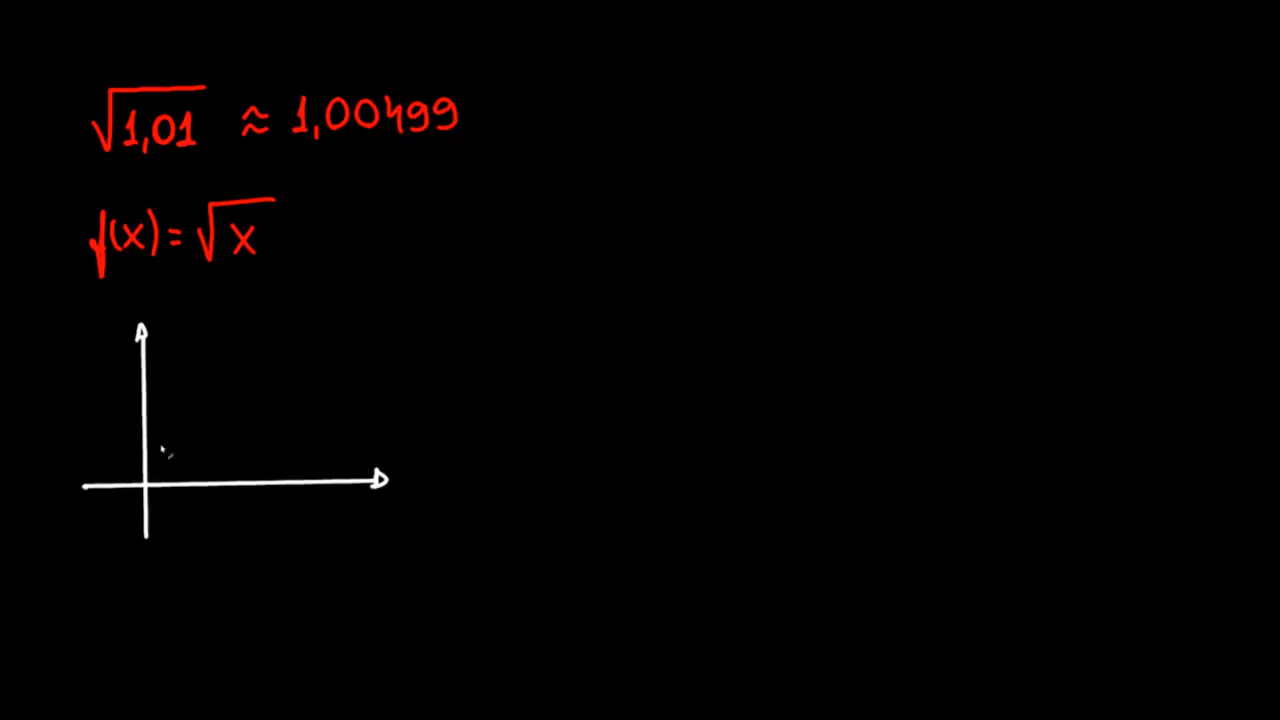 √1,01 ≈ 1,00499
f(x) = √x